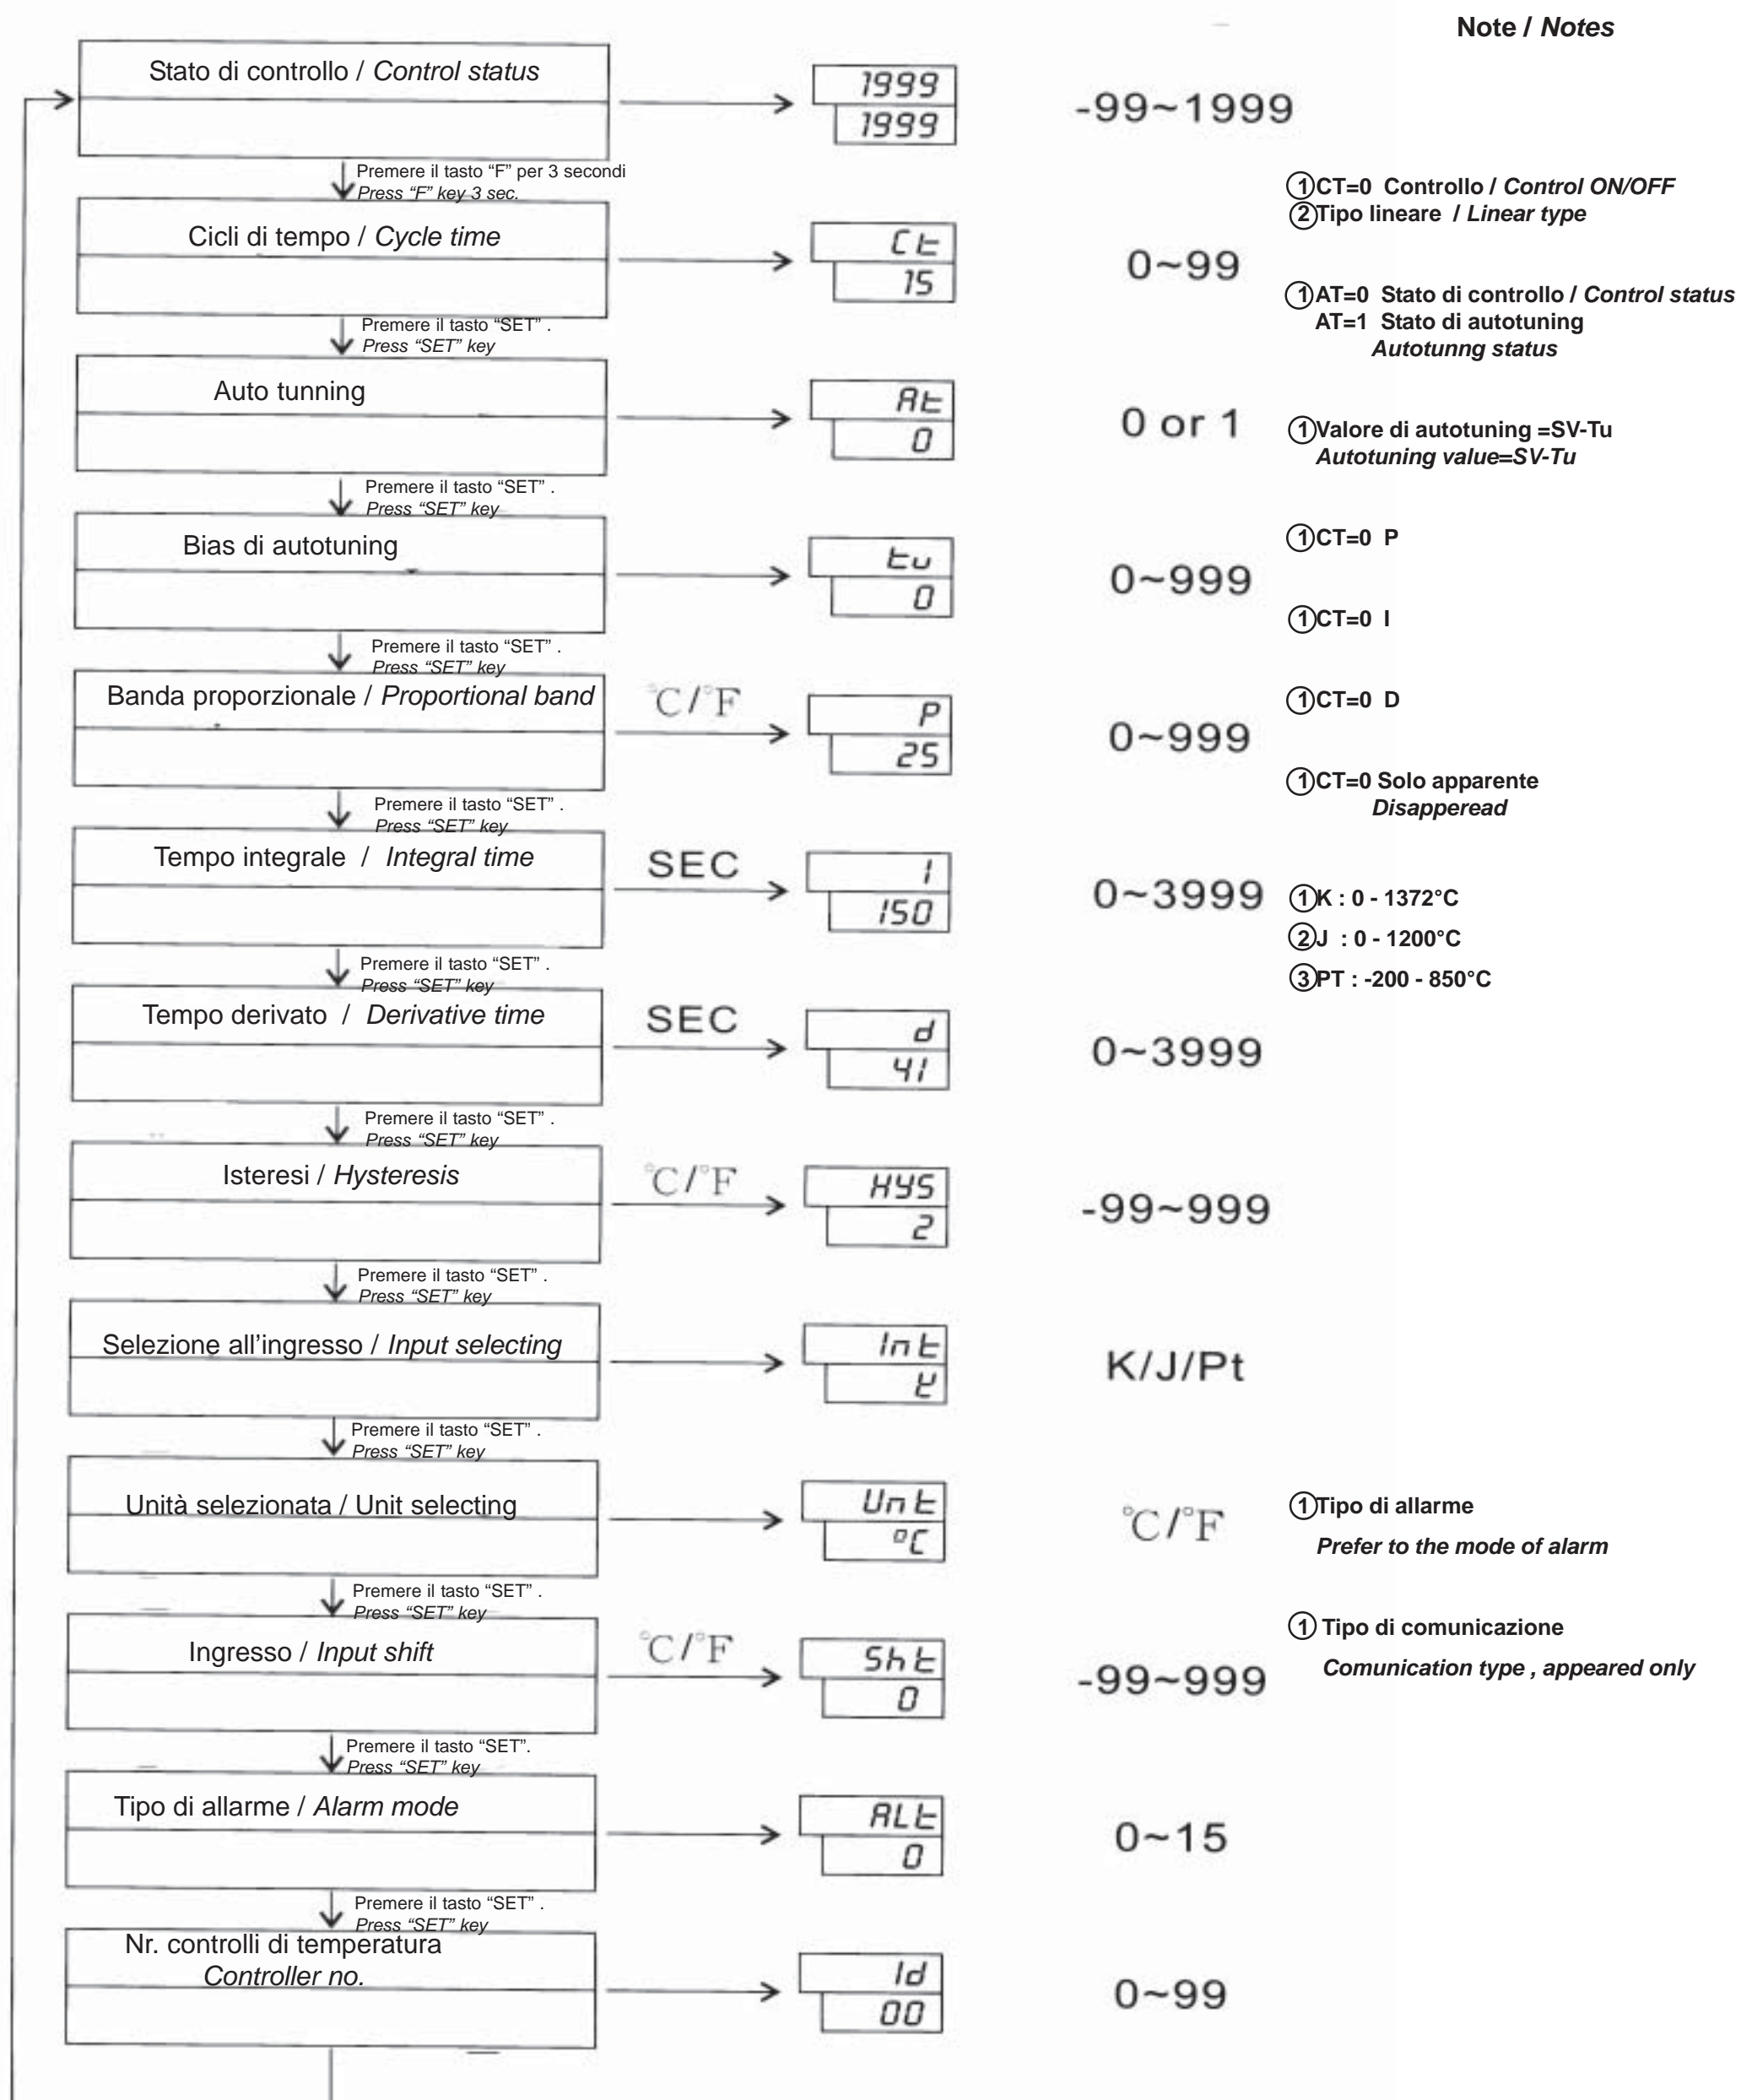 Note / Notes
Stato di controllo / Control status
1999
1999
-99~1999
Premere il tasto “F” per 3 secondi
Press “F” key 3 sec.
①CT=0 Controllo / Control ON/OFF
②Tipo lineare / Linear type
Cicli di tempo / Cycle time
Ct
15
0~99
①AT=0 Stato di controllo / Control status
AT=1 Stato di autotuning
Autotunng status
Premere il tasto “SET” .
Press “SET” key
Auto tunning
At
0
0 or 1
①Valore di autotuning =SV-Tu
Autotuning value=SV-Tu
Premere il tasto “SET” .
Press “SET” key
Bias di autotuning
tu
0
0~999
①CT=0 P
①CT=0 I
Premere il tasto “SET” .
Press “SET” key
Banda proporzionale / Proportional band
°C/°F
P
25
0~999
①CT=0 D
①CT=0 Solo apparente
Disapperead
Premere il tasto “SET” .
Press “SET” key
Tempo integrale / Integral time
SEC
I
150
0~3999
①K : 0 - 1372°C
②J : 0 - 1200°C
③PT : -200 - 850°C
Premere il tasto “SET” .
Press “SET” key
Tempo derivato / Derivative time
SEC
d
41
0~3999
Premere il tasto “SET” .
Press “SET” key
Isteresi / Hysteresis
°C/°F
HYS
2
-99~999
Premere il tasto “SET” .
Press “SET” key
Selezione all'ingresso / Input selecting
Int
K
K/J/Pt
Premere il tasto “SET” .
Press “SET” key
Unità selezionata / Unit selecting
Unt
°C
°C/°F
①Tipo di allarme
Prefer to the mode of alarm
Premere il tasto “SET” .
Press “SET” key
Ingresso / Input shift
°C/°F
Sht
0
-99~999
① Tipo di comunicazione
Comunication type , appeared only
Premere il tasto “SET”.
Press “SET” key
Tipo di allarme / Alarm mode
ALt
0
0~15
Premere il tasto “SET” .
Press “SET” key
Nr. controlli di temperatura
Controller no.
Id
00
0~99